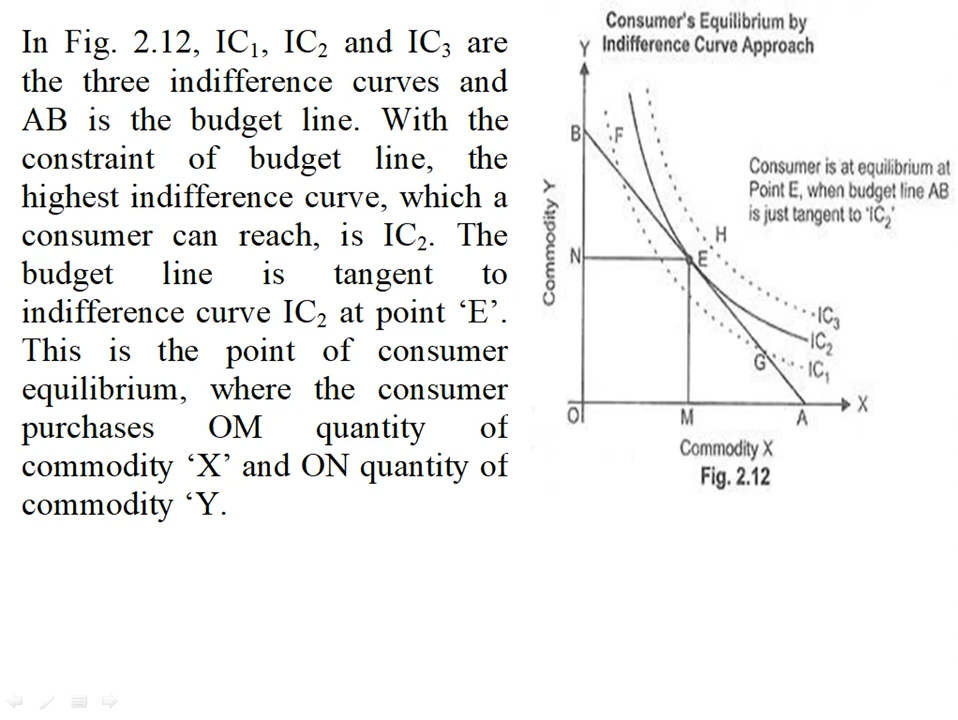 In Fig. 2.12, IC₁, IC₂ and IC₃ are
the three indifference curves and
AB is the budget line. With the
constraint of budget line, the
highest indifference curve, which a
consumer can reach, is IC₂. The
budget line is tangent to
indifference curve IC₂ at point ‘E’.
This is the point of consumer
equilibrium, where the consumer
purchases OM quantity of
commodity ‘X’ and ON quantity of
commodity ‘Y.
Consumer's Equilibrium by
Indifference Curve Approach
Y
B
F
Consumer is at equilibrium at
Point E, when budget line AB
is just tangent to 'IC₂'
Commodity Y
H
N
E
IC₃
IC₂
G
IC₁
O
M
A
X
Commodity X
Fig. 2.12